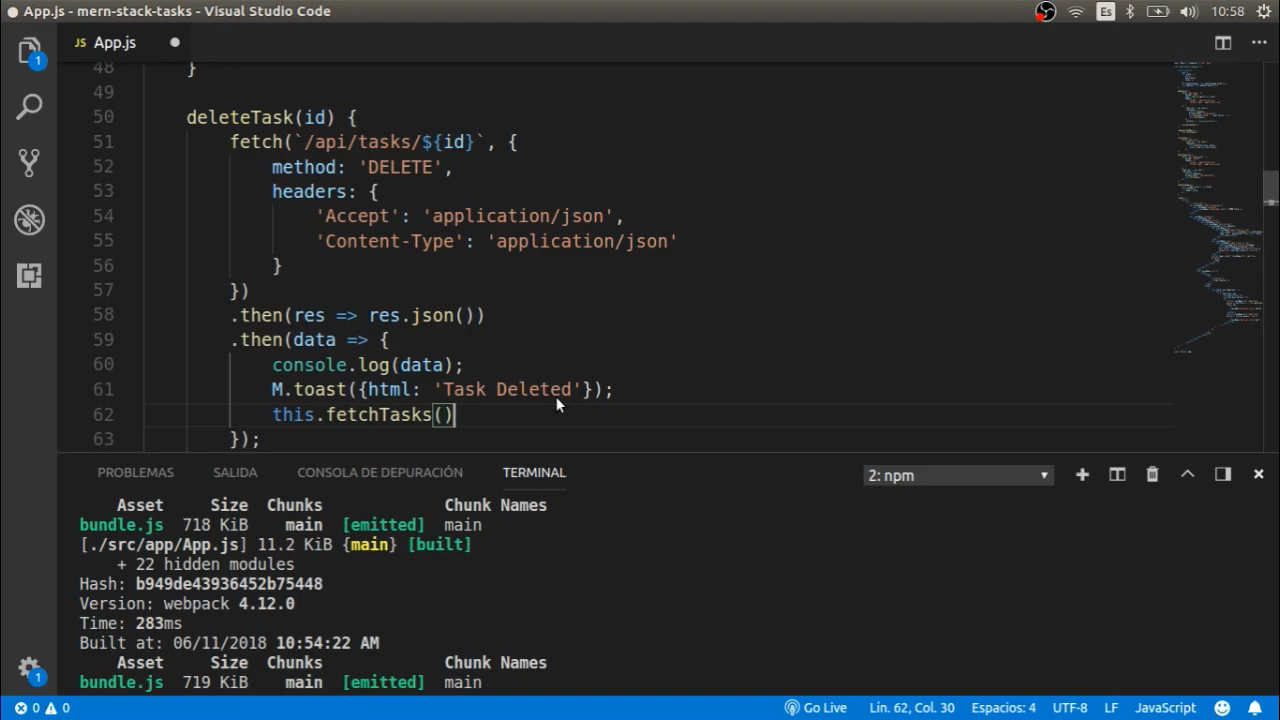 App.js - mern-stack-tasks - Visual Studio Code
Es
10:58
1
JS App.js
48 }
49
50 deleteTask(id) {
51 fetch(`/api/tasks/${id}`, {
52 method: 'DELETE',
53 headers: {
54 'Accept': 'application/json',
55 'Content-Type': 'application/json'
56 }
57 })
58 .then(res => res.json())
59 .then(data => {
60 console.log(data);
61 M.toast({html: 'Task Deleted'});
62 this.fetchTasks()
63 });
PROBLEMAS SALIDA CONSOLA DE DEPURACIÓN TERMINAL 2: npm
Asset Size Chunks Chunk Names
bundle.js 718 KiB main [emitted] main
[./src/app/App.js] 11.2 KiB {main} [built]
+ 22 hidden modules
Hash: b949de43936452b75448
Version: webpack 4.12.0
Time: 283ms
Built at: 06/11/2018 10:54:22 AM
Asset Size Chunks Chunk Names
bundle.js 719 KiB main [emitted] main
1
0 0 Go Live Lín. 62, Col. 30 Espacios: 4 UTF-8 LF JavaScript